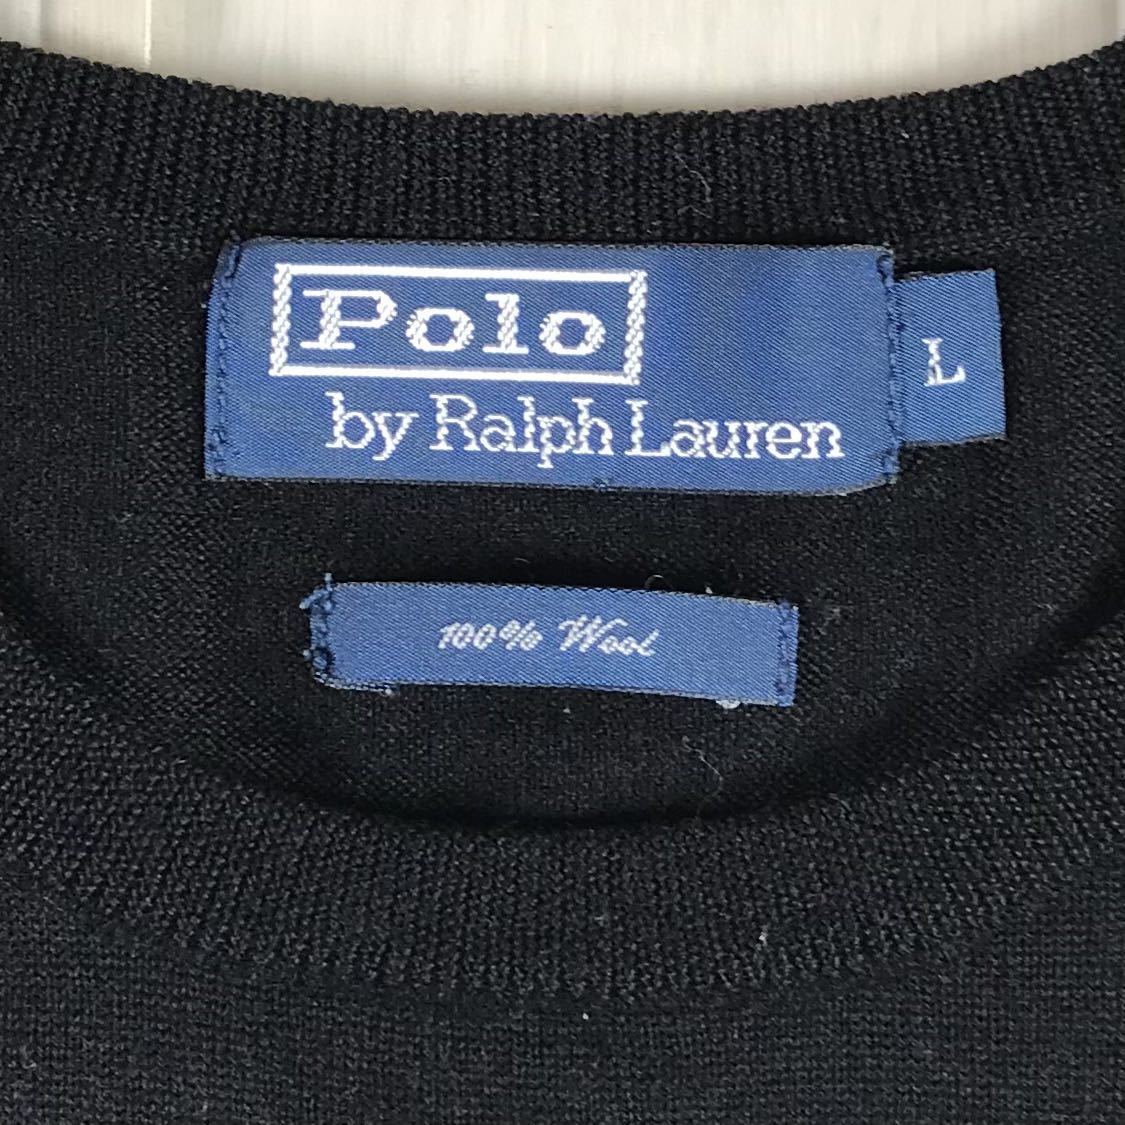 Polo
by Ralph Lauren
L
100% Wool